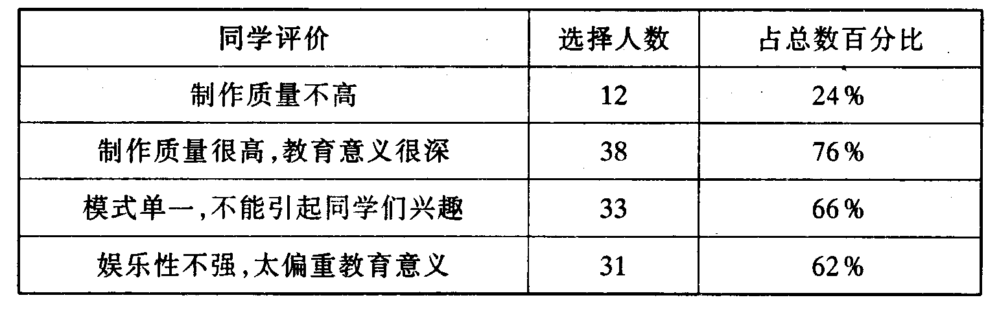 同学评价 选择人数 占总数百分比
制作质量不高 12 24%
制作质量很高,教育意义很深 38 76%
模式单一,不能引起同学们兴趣 33 66%
娱乐性不强,太偏重教育意义 31 62%